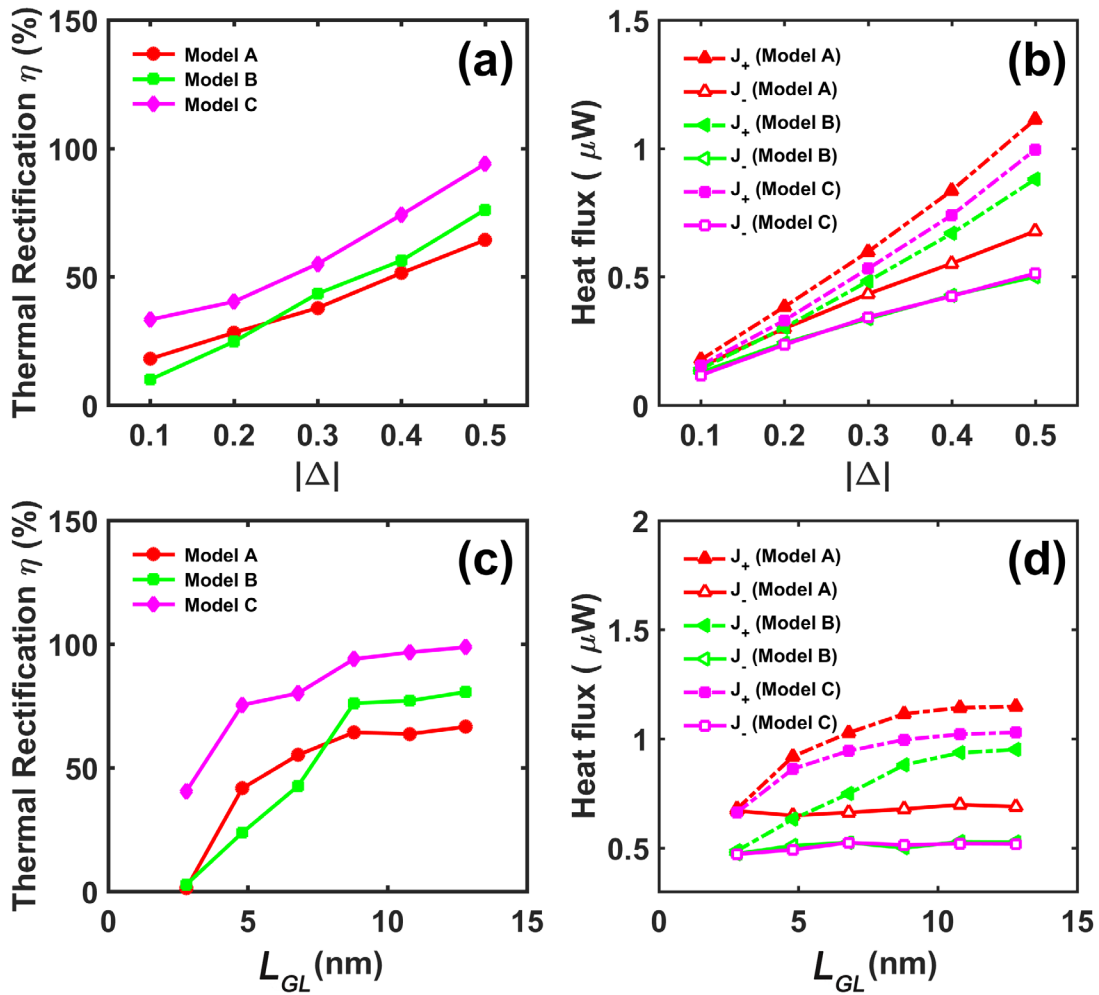 Thermal Rectification η (%)
150
100
50
0
Model A
Model B
Model C
(a)
0.1 0.2 0.3 0.4 0.5
|Δ|
Heat flux ( μW)
1.5
1
0.5
0
J+ (Model A)
J- (Model A)
J+ (Model B)
J- (Model B)
J+ (Model C)
J- (Model C)
(b)
0.1 0.2 0.3 0.4 0.5
|Δ|
Thermal Rectification η (%)
150
100
50
0
Model A
Model B
Model C
(c)
0 5 10 15
LGL (nm)
Heat flux ( μW)
2
1.5
1
0.5
J+ (Model A)
J- (Model A)
J+ (Model B)
J- (Model B)
J+ (Model C)
J- (Model C)
(d)
0 5 10 15
LGL (nm)